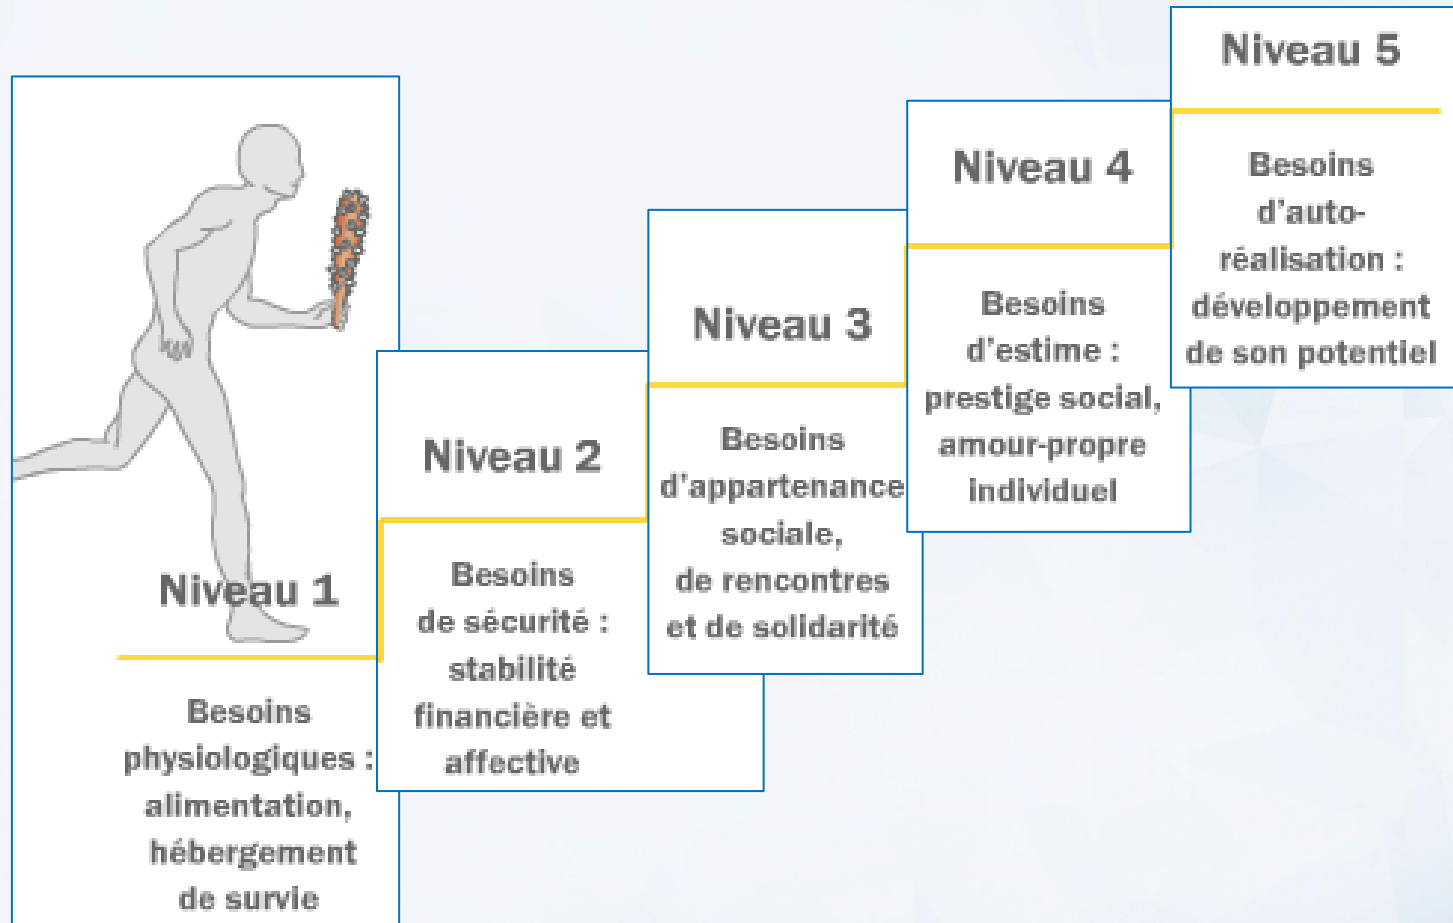 Niveau 1
Besoins
physiologiques :
alimentation,
hébergement
de survie
Niveau 2
Besoins
de sécurité :
stabilité
financière et
affective
Niveau 3
Besoins
d'appartenance
sociale,
de rencontres
et de solidarité
Niveau 4
Besoins
d'estime :
prestige social,
amour-propre
individuel
Niveau 5
Besoins
d'auto-
réalisation :
développement
de son potentiel